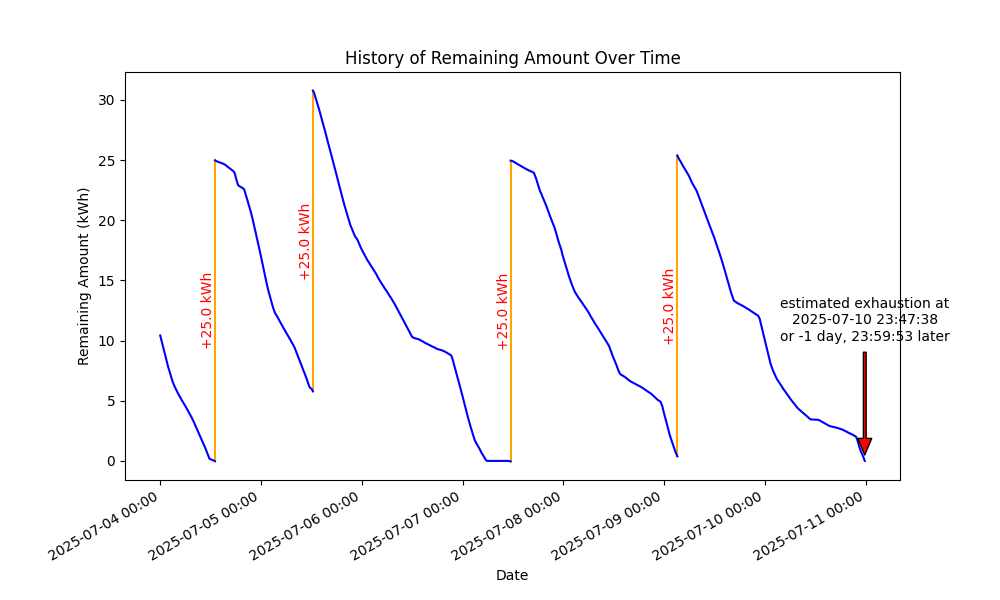 History of Remaining Amount Over Time
Remaining Amount (kWh)
30
25
20
15
10
5
0
+25.0 kWh
+25.0 kWh
+25.0 kWh
+25.0 kWh
estimated exhaustion at
2025-07-10 23:47:38
or -1 day, 23:59:53 later
2025-07-04 00:00
2025-07-05 00:00
2025-07-06 00:00
2025-07-07 00:00
2025-07-08 00:00
2025-07-09 00:00
2025-07-10 00:00
2025-07-11 00:00
Date